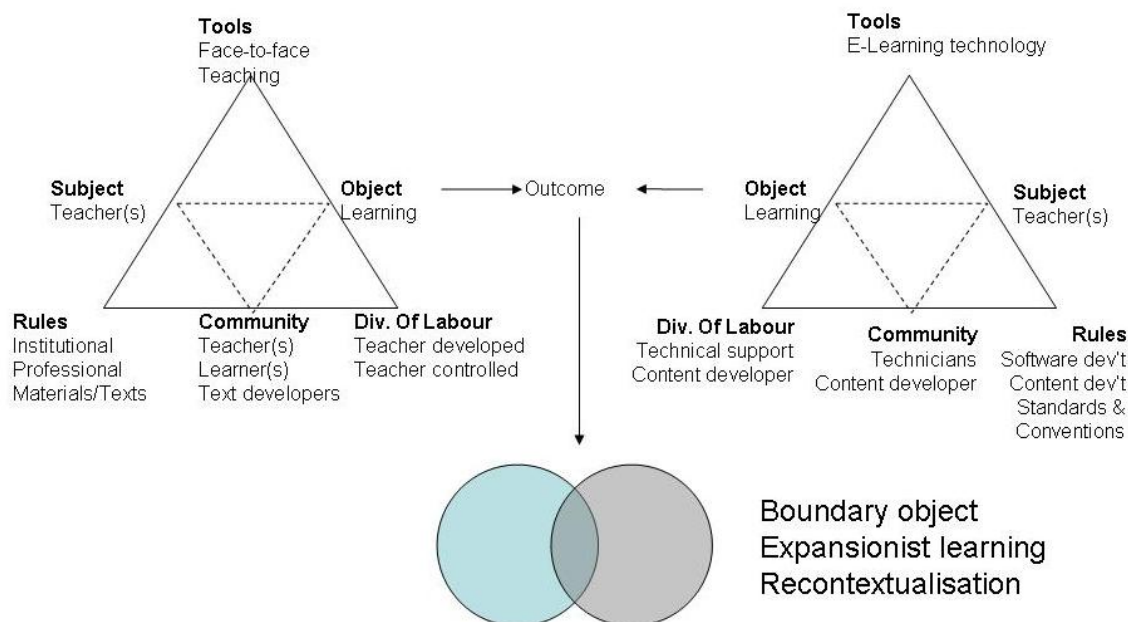 Tools
Face-to-face
Teaching
Subject
Teacher(s)
Object
Learning
Rules
Institutional
Professional
Materials/Texts
Community
Teacher(s)
Learner(s)
Text developers
Div. Of Labour
Teacher developed
Teacher controlled
Outcome
Tools
E-Learning technology
Object
Learning
Subject
Teacher(s)
Div. Of Labour
Technical support
Content developer
Community
Technicians
Content developer
Rules
Software dev't
Content dev't
Standards &
Conventions
Boundary object
Expansionist learning
Recontextualisation